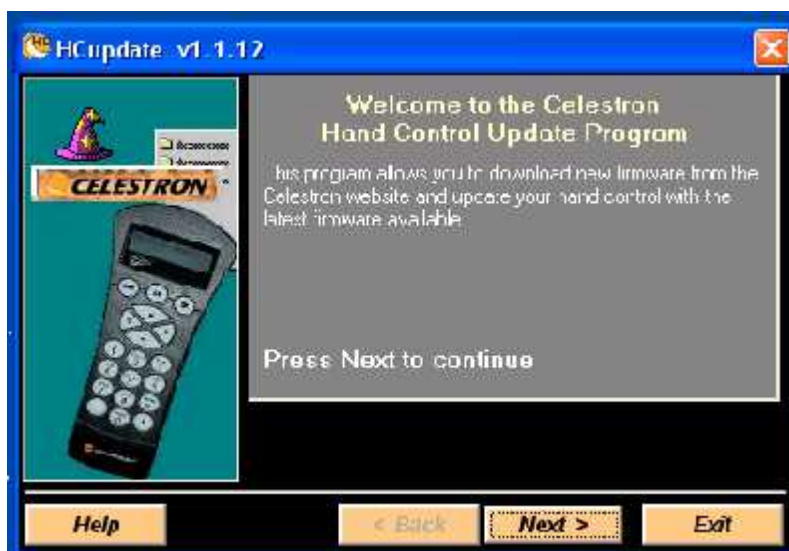 HCupdate v1.1.12
CELESTRON
Welcome to the Celestron
Hand Control Update Program
This program allows you to download new firmware from the
Celestron website and update your hand control with the
latest firmware available
Press Next to continue
Help
< Back
Next >
Exit